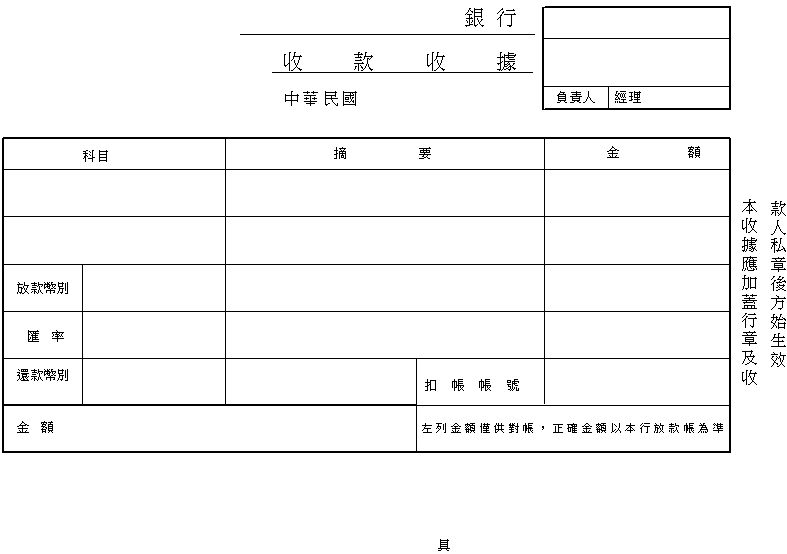 銀行
收款收據
中華民國
負責人 經理
科目 摘要 金額
放款幣別
匯率
還款幣別 扣帳帳號
金額 左列金額僅供對帳，正確金額以本行放款帳為準
本收據應加蓋行章及收
款人私章後方始生效
具